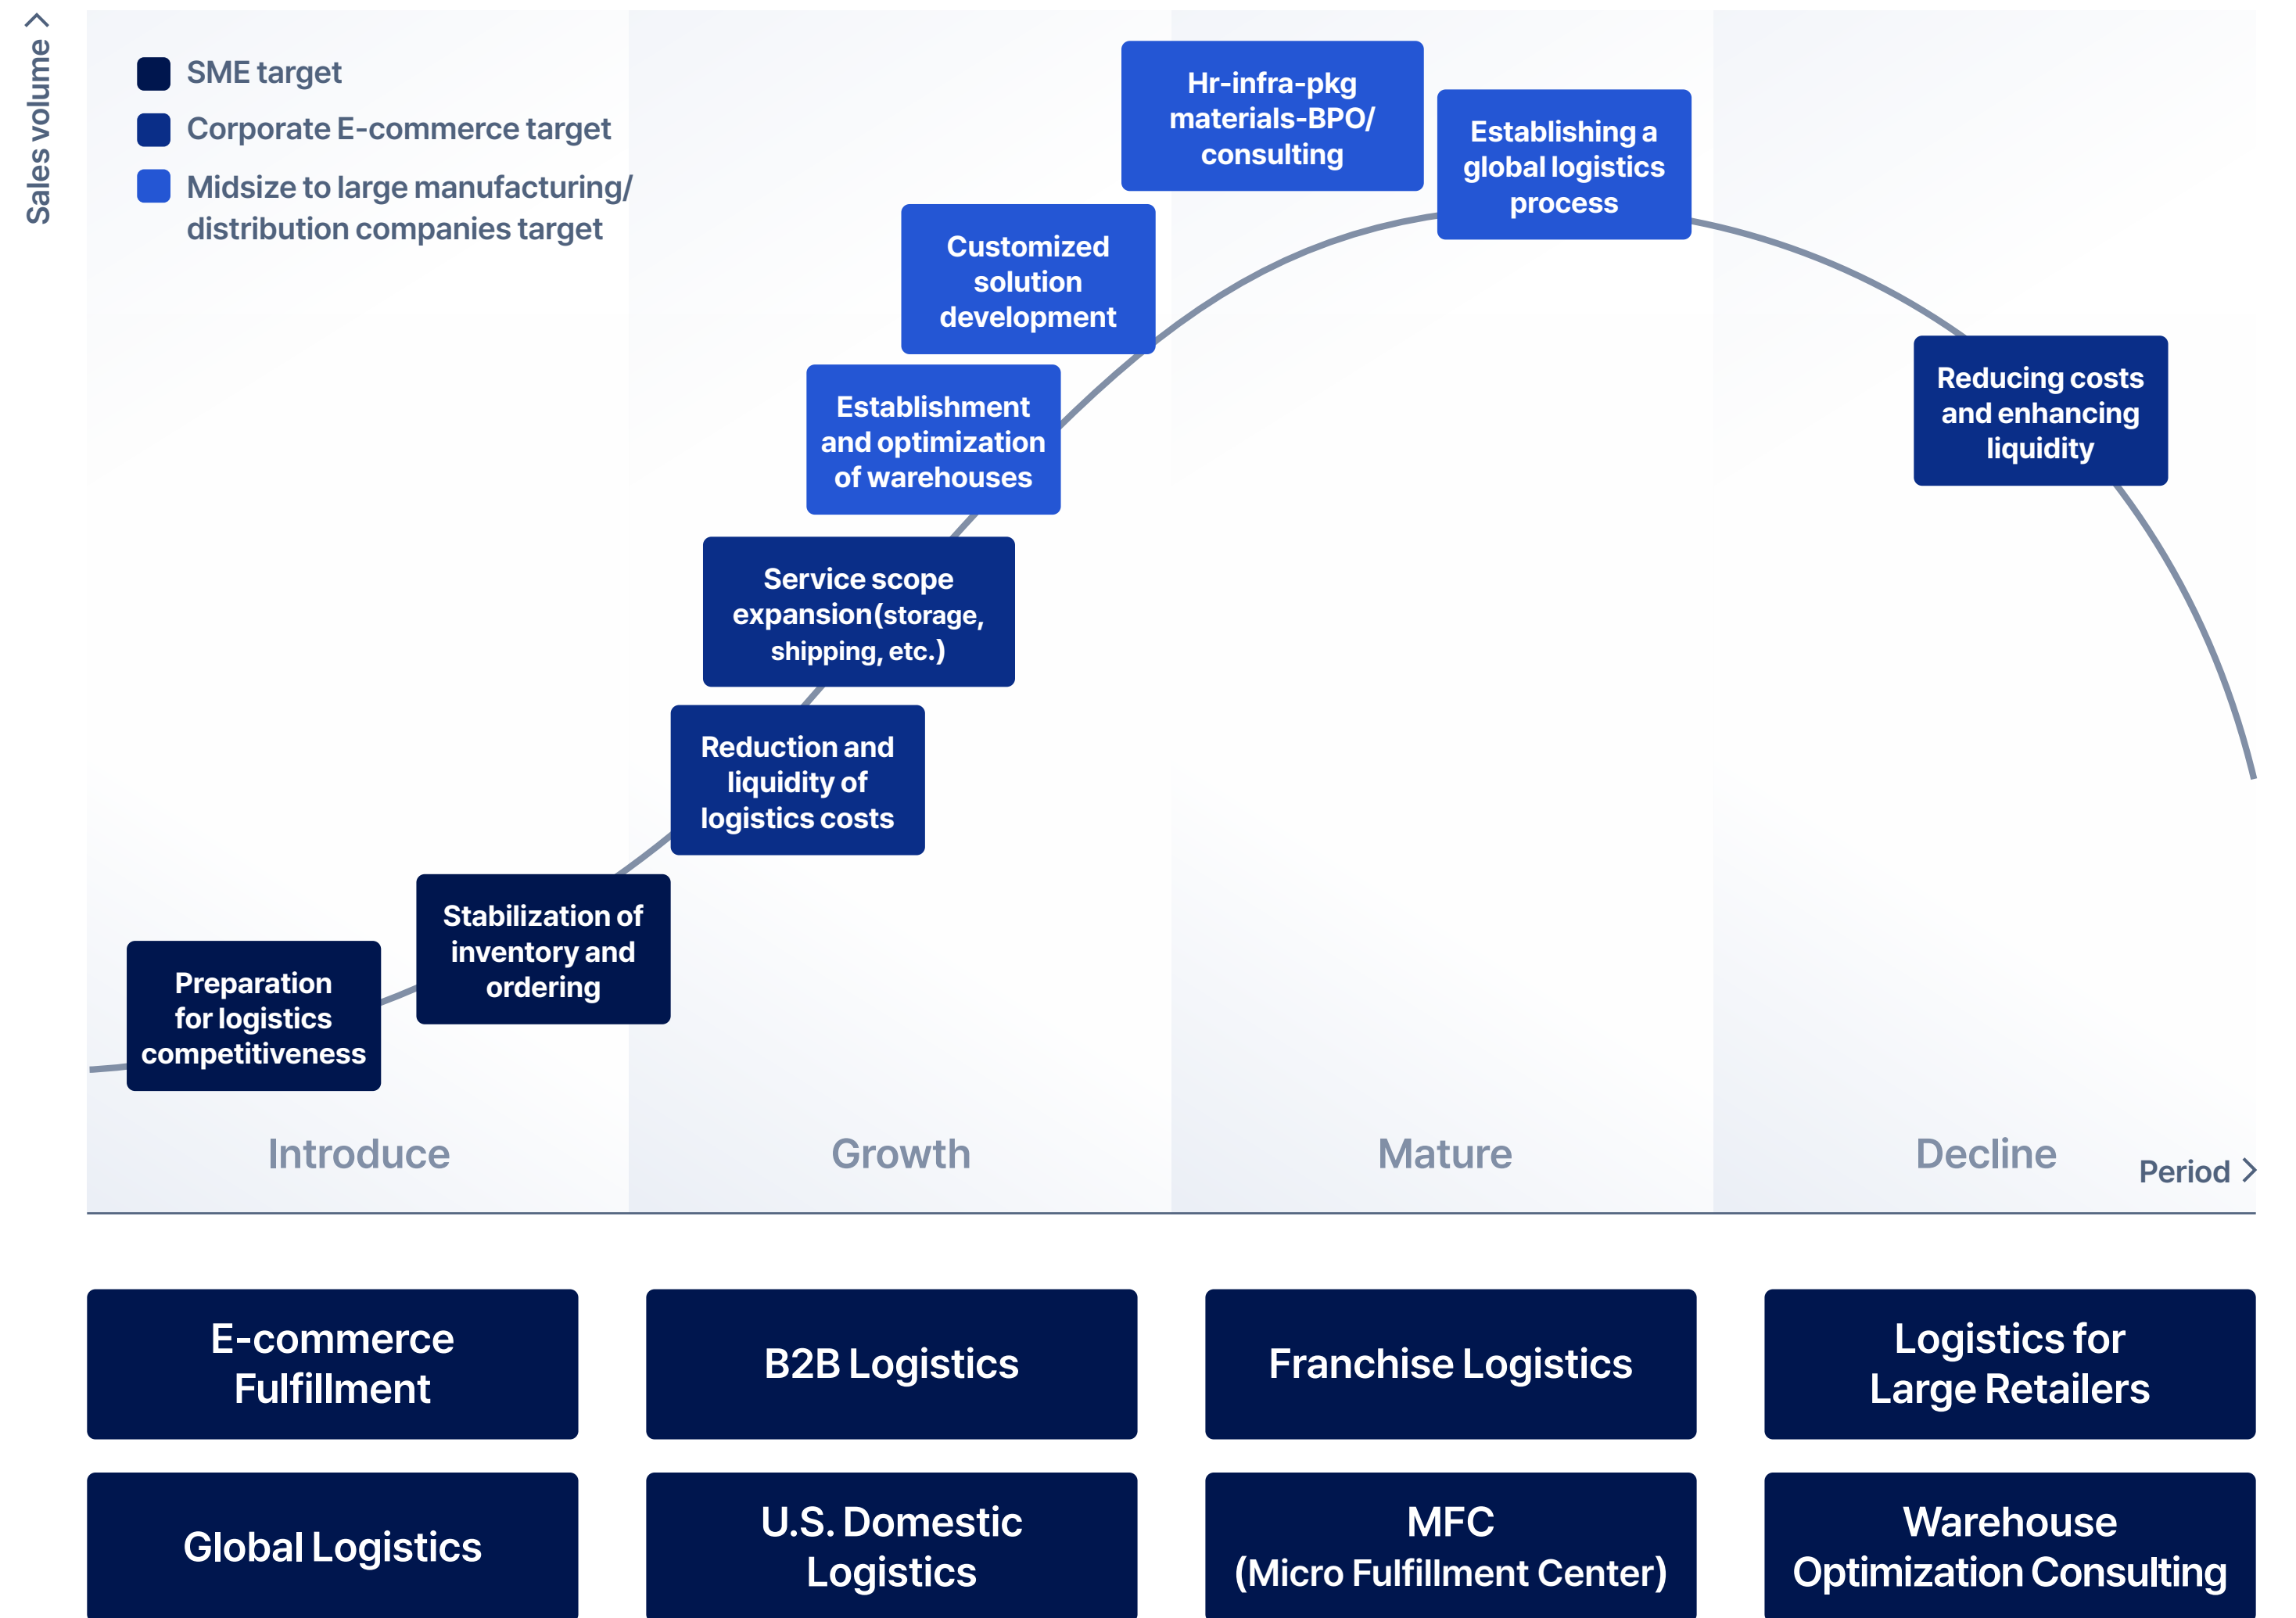 Sales volume
SME target
Corporate E-commerce target
Midsize to large manufacturing/
distribution companies target
Hr-infra-pkg
materials-BPO/
consulting
Establishing a
global logistics
process
Customized
solution
development
Reducing costs
and enhancing
liquidity
Establishment
and optimization
of warehouses
Service scope
expansion(storage,
shipping, etc.)
Reduction and
liquidity of
logistics costs
Stabilization of
inventory and
ordering
Preparation
for logistics
competitiveness
Introduce
Growth
Mature
Decline
Period
E-commerce
Fulfillment
B2B Logistics
Franchise Logistics
Logistics for
Large Retailers
Global Logistics
U.S. Domestic
Logistics
MFC
(Micro Fulfillment Center)
Warehouse
Optimization Consulting